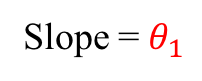 Slope = θ₁